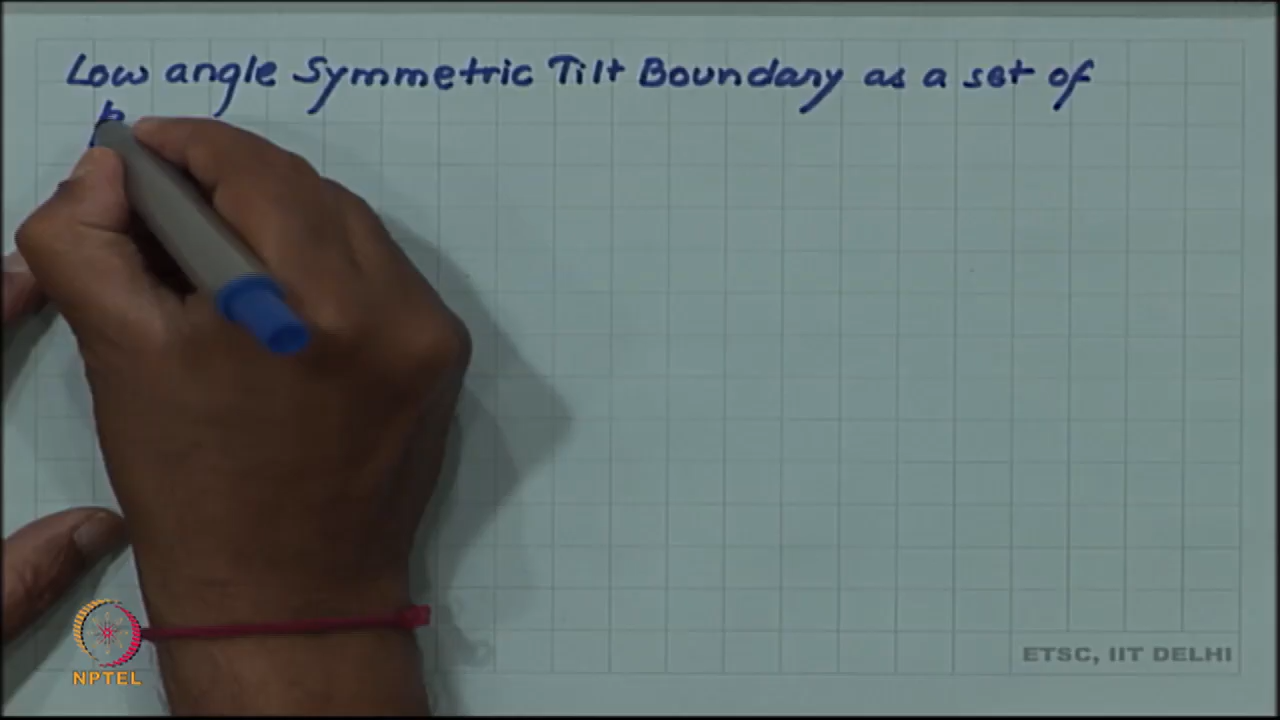 Low angle Symmetric Tilt Boundary as a set of
NPTEL
ETSC, IIT DELHI